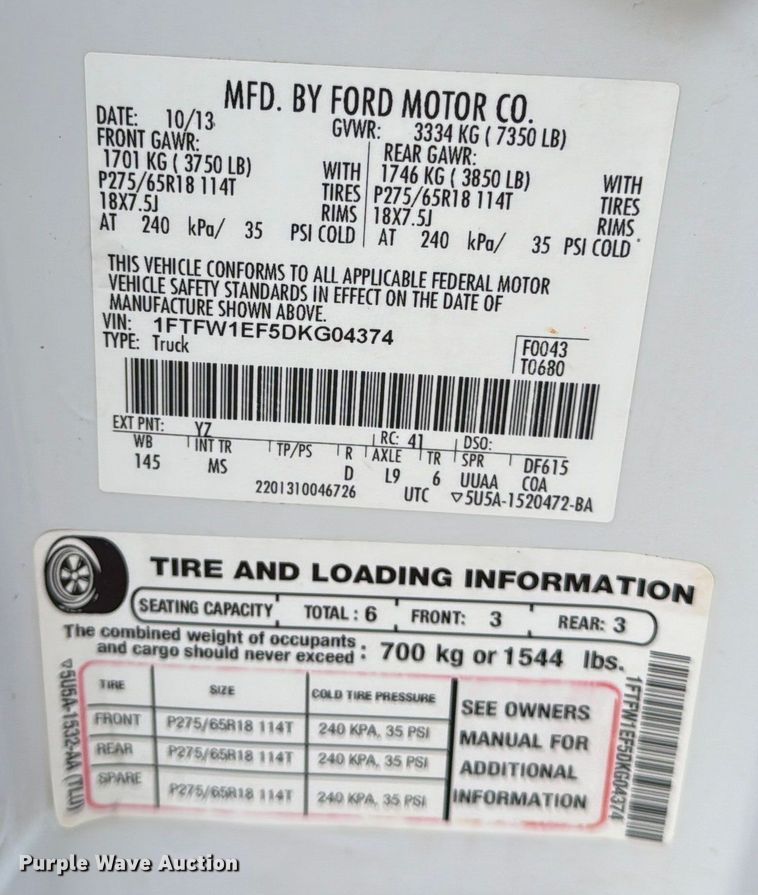 MFD. BY FORD MOTOR CO.
DATE: 10/13 GVWR: 3334 KG ( 7350 LB)
FRONT GAWR: REAR GAWR:
1701 KG ( 3750 LB) WITH 1746 KG ( 3850 LB) WITH
P275/65R18 114T TIRES P275/65R18 114T TIRES
18X7.5J RIMS 18X7.5J RIMS
AT 240 kPa/ 35 PSI COLD AT 240 kPa/ 35 PSI COLD
THIS VEHICLE CONFORMS TO ALL APPLICABLE FEDERAL MOTOR
VEHICLE SAFETY STANDARDS IN EFFECT ON THE DATE OF
MANUFACTURE SHOWN ABOVE.
VIN: 1FTFW1EF5DKG04374
TYPE: Truck
F0043
T0680
EXT PNT: YZ RC: 41 DSO:
WB INT TR TP/PS R AXLE TR SPR DF615
145 MS D L9 6 UUAA COA
2201310046726 UTC ▽5U5A-1520472-BA
TIRE AND LOADING INFORMATION
SEATING CAPACITY TOTAL : 6 FRONT: 3 REAR: 3
The combined weight of occupants
and cargo should never exceed : 700 kg or 1544 lbs.
TIRE SIZE COLD TIRE PRESSURE
FRONT P275/65R18 114T 240 KPA, 35 PSI
REAR P275/65R18 114T 240 KPA, 35 PSI
SPARE P275/65R18 114T 240 KPA, 35 PSI
SEE OWNERS
MANUAL FOR
ADDITIONAL
INFORMATION
▽5U5A-1532-AA (TLU)
1FTFW1EF5DKG04374
Purple Wave Auction